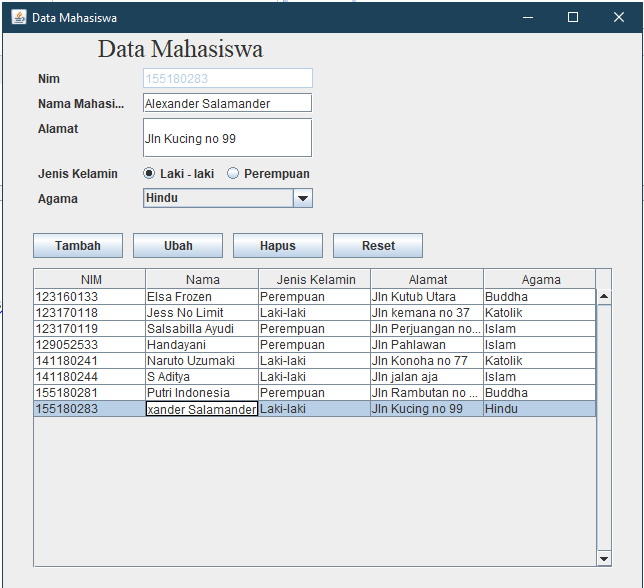 Data Mahasiswa
Data Mahasiswa
Nim 155180283
Nama Mahasi... Alexander Salamander
Alamat Jln Kucing no 99
Jenis Kelamin Laki - laki Perempuan
Agama Hindu
Tambah Ubah Hapus Reset
NIM Nama Jenis Kelamin Alamat Agama
123160133 Elsa Frozen Perempuan Jln Kutub Utara Buddha
123170118 Jess No Limit Laki-laki Jln kemana no 37 Katolik
123170119 Salsabilla Ayudi Perempuan Jln Perjuangan no... Islam
129052533 Handayani Perempuan Jln Pahlawan Islam
141180241 Naruto Uzumaki Laki-laki Jln Konoha no 77 Katolik
141180244 S Aditya Laki-laki Jln jalan aja Islam
155180281 Putri Indonesia Perempuan Jln Rambutan no ... Buddha
155180283 xander Salamander Laki-laki Jln Kucing no 99 Hindu